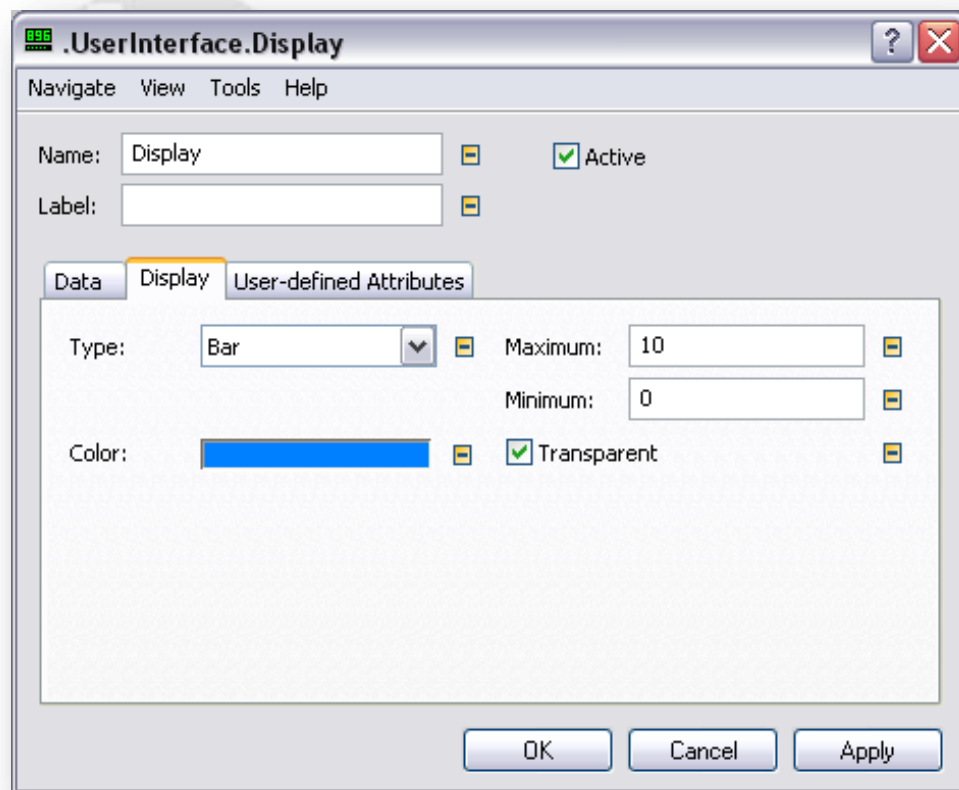 .UserInterface.Display
Navigate View Tools Help
Name: Display Active
Label:
Data Display User-defined Attributes
Type: Bar Maximum: 10
Minimum: 0
Color: Transparent
OK Cancel Apply